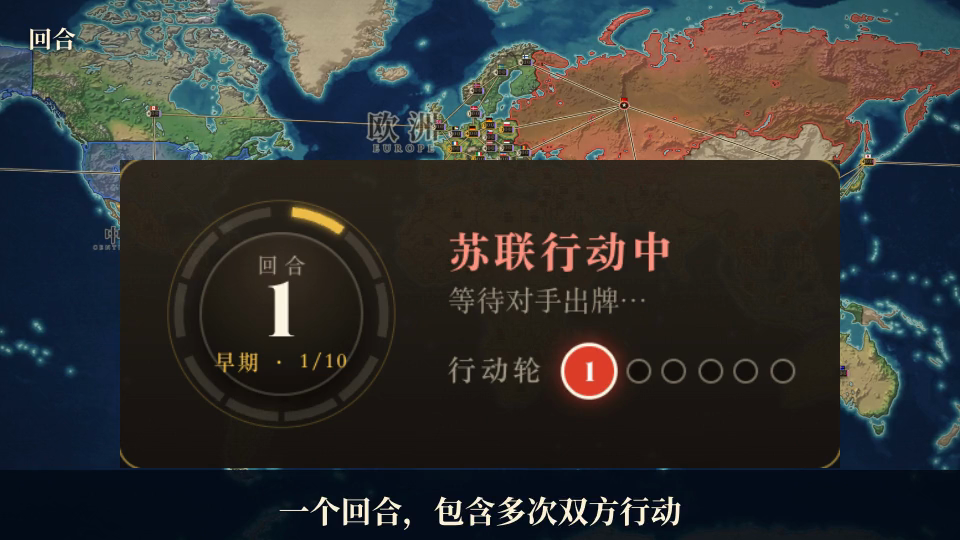 回合
欧洲
EUROPE
回合
1
早期 · 1/10
苏联行动中
等待对手出牌…
行动轮 1
一个回合，包含多次双方行动